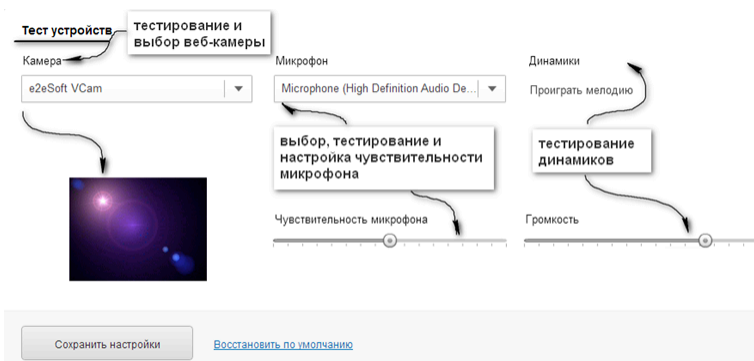 Тест устройств
тестирование и
выбор веб-камеры
Камера
Микрофон
Динамики
e2eSoft VCam
Microphone (High Definition Audio De...
Проиграть мелодию
выбор, тестирование и
настройка чувствительности
микрофона
тестирование
динамиков
Чувствительность микрофона
Громкость
Сохранить настройки
Восстановить по умолчанию